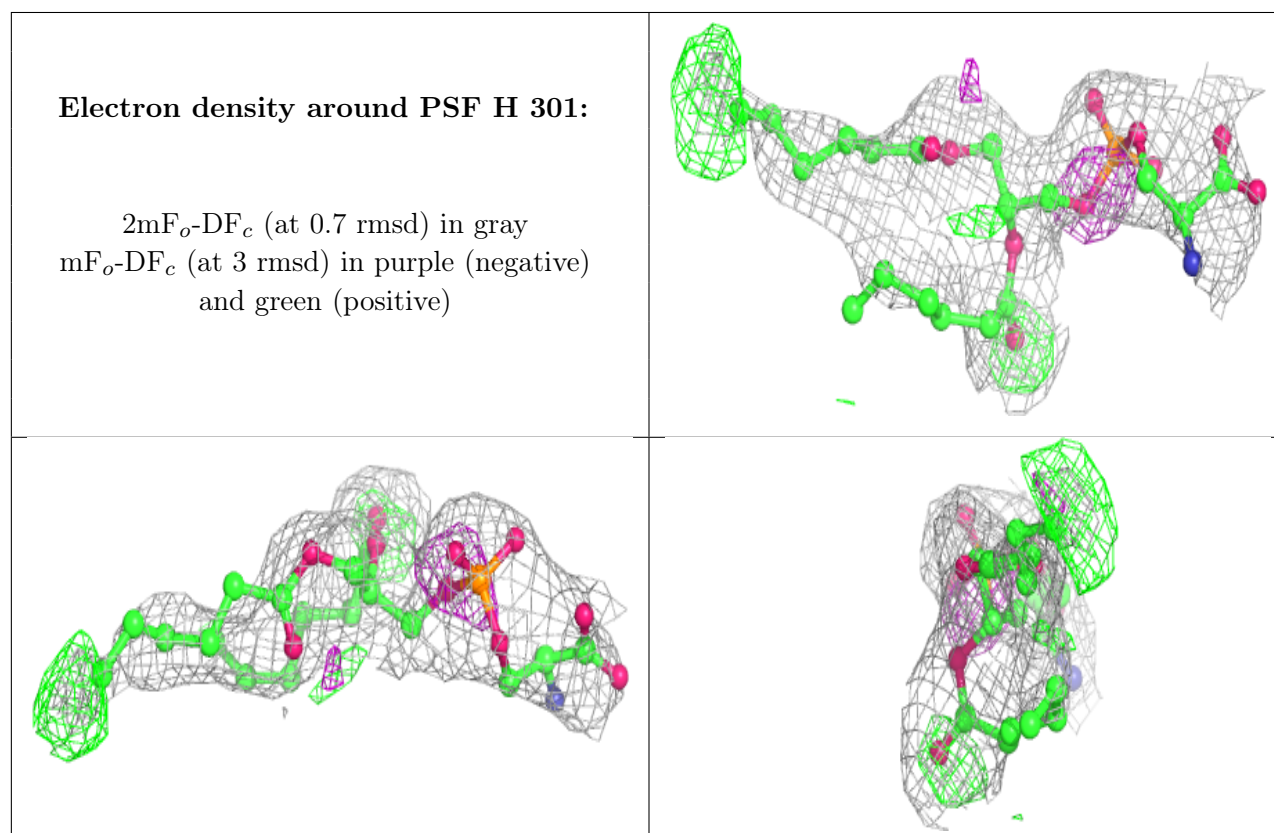 Electron density around PSF H 301:
2mFo-DFc (at 0.7 rmsd) in gray
mFo-DFc (at 3 rmsd) in purple (negative)
and green (positive)